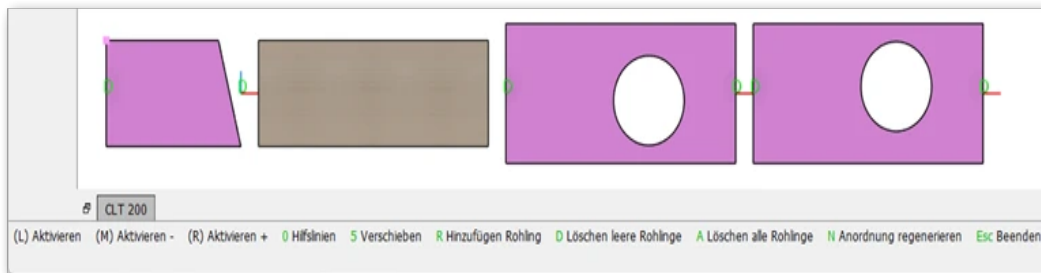 CLT 200
(L) Aktivieren (M) Aktivieren - (R) Aktivieren + 0 Hilfslinien 5 Verschieben R Hinzufügen Rohling D Löschen leere Rohlinge A Löschen alle Rohlinge N Anordnung regenerieren Esc Beenden